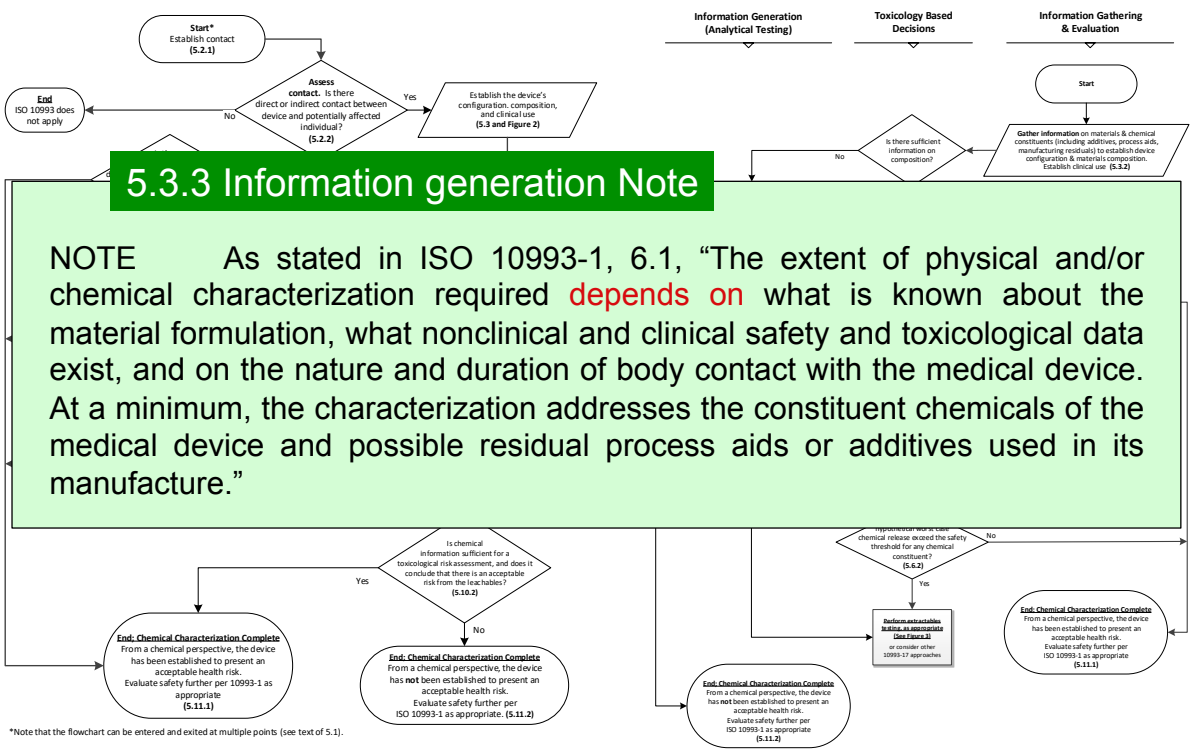 Start*
Establish contact
(5.2.1)
Information Generation
(Analytical Testing)
Toxicology Based
Decisions
Information Gathering
& Evaluation
Assess
contact. Is there
direct or indirect contact between
device and potentially affected
individual?
(5.2.2)
Yes
No
End
ISO 10993 does
not apply
Establish the device's
configuration. composition,
and clinical use
(5.3 and Figure 2)
Start
Gather information on materials & chemical
constituents (including additives, process aids,
manufacturing residuals) to establish device
configuration & materials composition.
Establish clinical use (5.3.2)
Is there sufficient
information on
composition?
No
5.3.3 Information generation Note
NOTE As stated in ISO 10993-1, 6.1, “The extent of physical and/or
chemical characterization required depends on what is known about the
material formulation, what nonclinical and clinical safety and toxicological data
exist, and on the nature and duration of body contact with the medical device.
At a minimum, the characterization addresses the constituent chemicals of the
medical device and possible residual process aids or additives used in its
manufacture.”
Is chemical
information sufficient for a
toxicological risk assessment, and does it
conclude that there is an acceptable
risk from the leachables?
(5.10.2)
Yes
No
hypothetical worst case
chemical release exceed the safety
threshold for any chemical
constituent?
(5.6.2)
No
Yes
End; Chemical Characterization Complete
From a chemical perspective, the device
has been established to present an
acceptable health risk.
Evaluate safety further per 10993-1 as
appropriate
(5.11.1)
End: Chemical Characterization Complete
From a chemical perspective, the device
has not been established to present an
acceptable health risk.
Evaluate safety further per
ISO 10993-1 as appropriate. (5.11.2)
End; Chemical Characterization Complete
From a chemical perspective, the device
has not been established to present an
acceptable health risk.
Evaluate safety further per
ISO 10993-1 as appropriate
(5.11.2)
Perform extractables
testing, as appropriate
(See Figure 3)
or consider other
10993-17 approaches
End: Chemical Characterization Complete
From a chemical perspective, the device
has been established to present an
acceptable health risk.
Evaluate safety further per
ISO 10993-1 as appropriate
(5.11.1)
*Note that the flowchart can be entered and exited at multiple points (see text of 5.1).